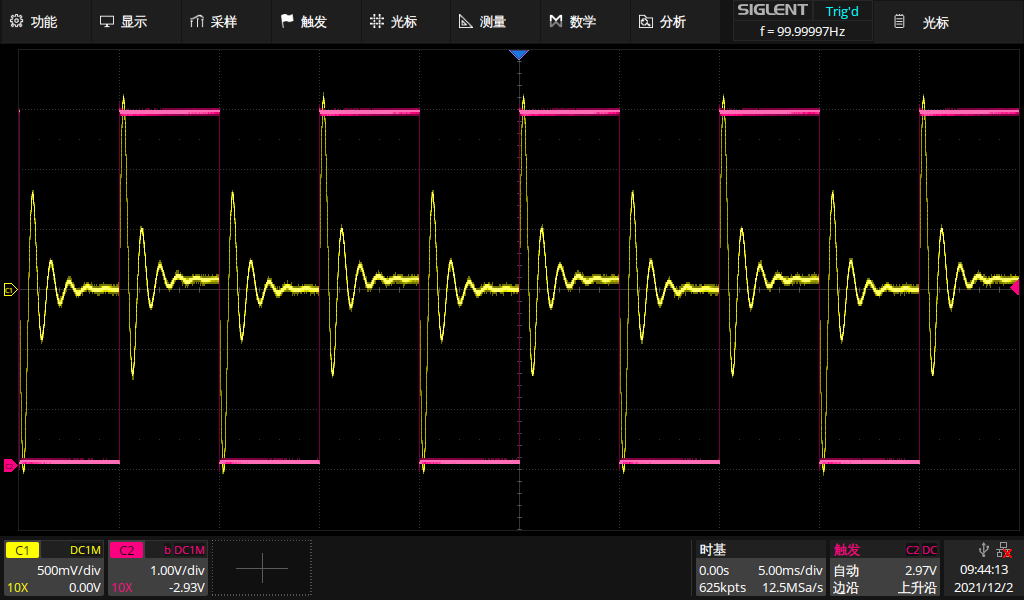 功能 显示 采样 触发 光标 测量 数学 分析
SIGLENT Trig'd
f = 99.99997Hz
光标
C1
C1 DC1M
500mV/div
10X 0.00V
C2 b DC1M
1.00V/div
10X -2.93V
时基
0.00s 5.00ms/div
625kpts 12.5MSa/s
触发 C2 DC
自动 2.97V
边沿 上升沿
09:44:13
2021/12/2